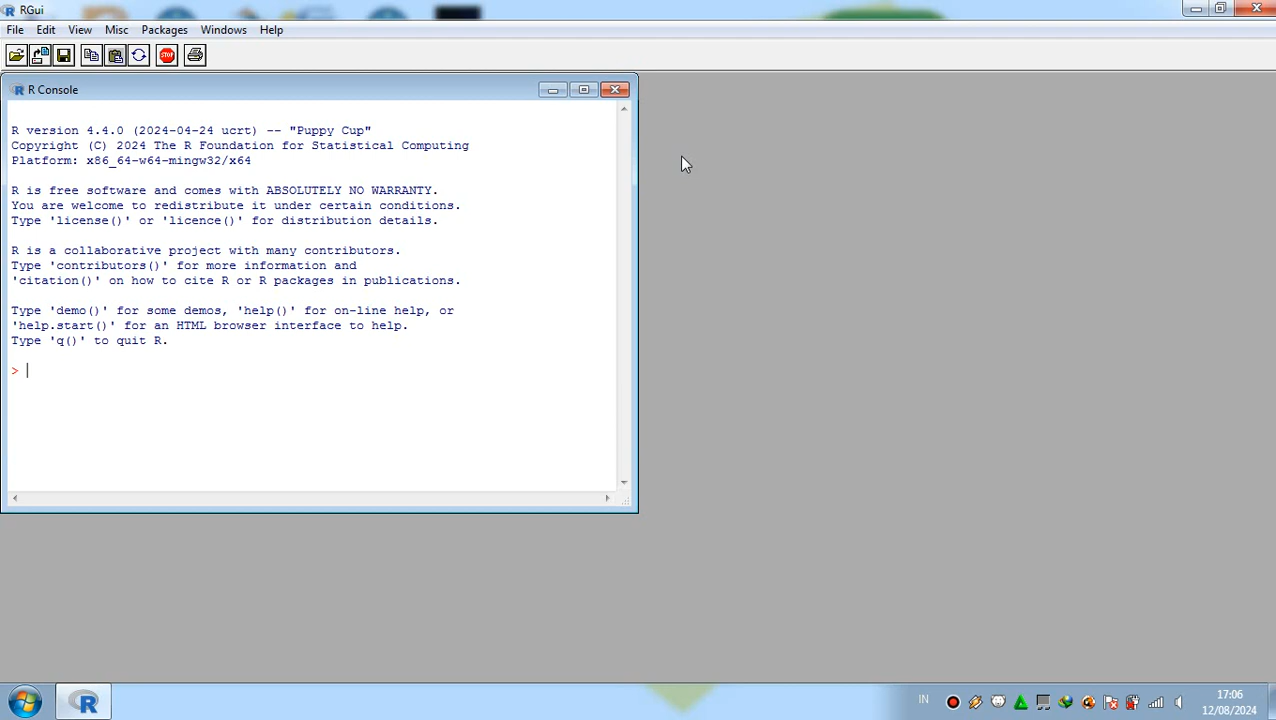 RGui
File Edit View Misc Packages Windows Help
STOP
R Console
R version 4.4.0 (2024-04-24 ucrt) -- "Puppy Cup"
Copyright (C) 2024 The R Foundation for Statistical Computing
Platform: x86_64-w64-mingw32/x64
R is free software and comes with ABSOLUTELY NO WARRANTY.
You are welcome to redistribute it under certain conditions.
Type 'license()' or 'licence()' for distribution details.
R is a collaborative project with many contributors.
Type 'contributors()' for more information and
'citation()' on how to cite R or R packages in publications.
Type 'demo()' for some demos, 'help()' for on-line help, or
'help.start()' for an HTML browser interface to help.
Type 'q()' to quit R.
>
R
IN
17:06
12/08/2024